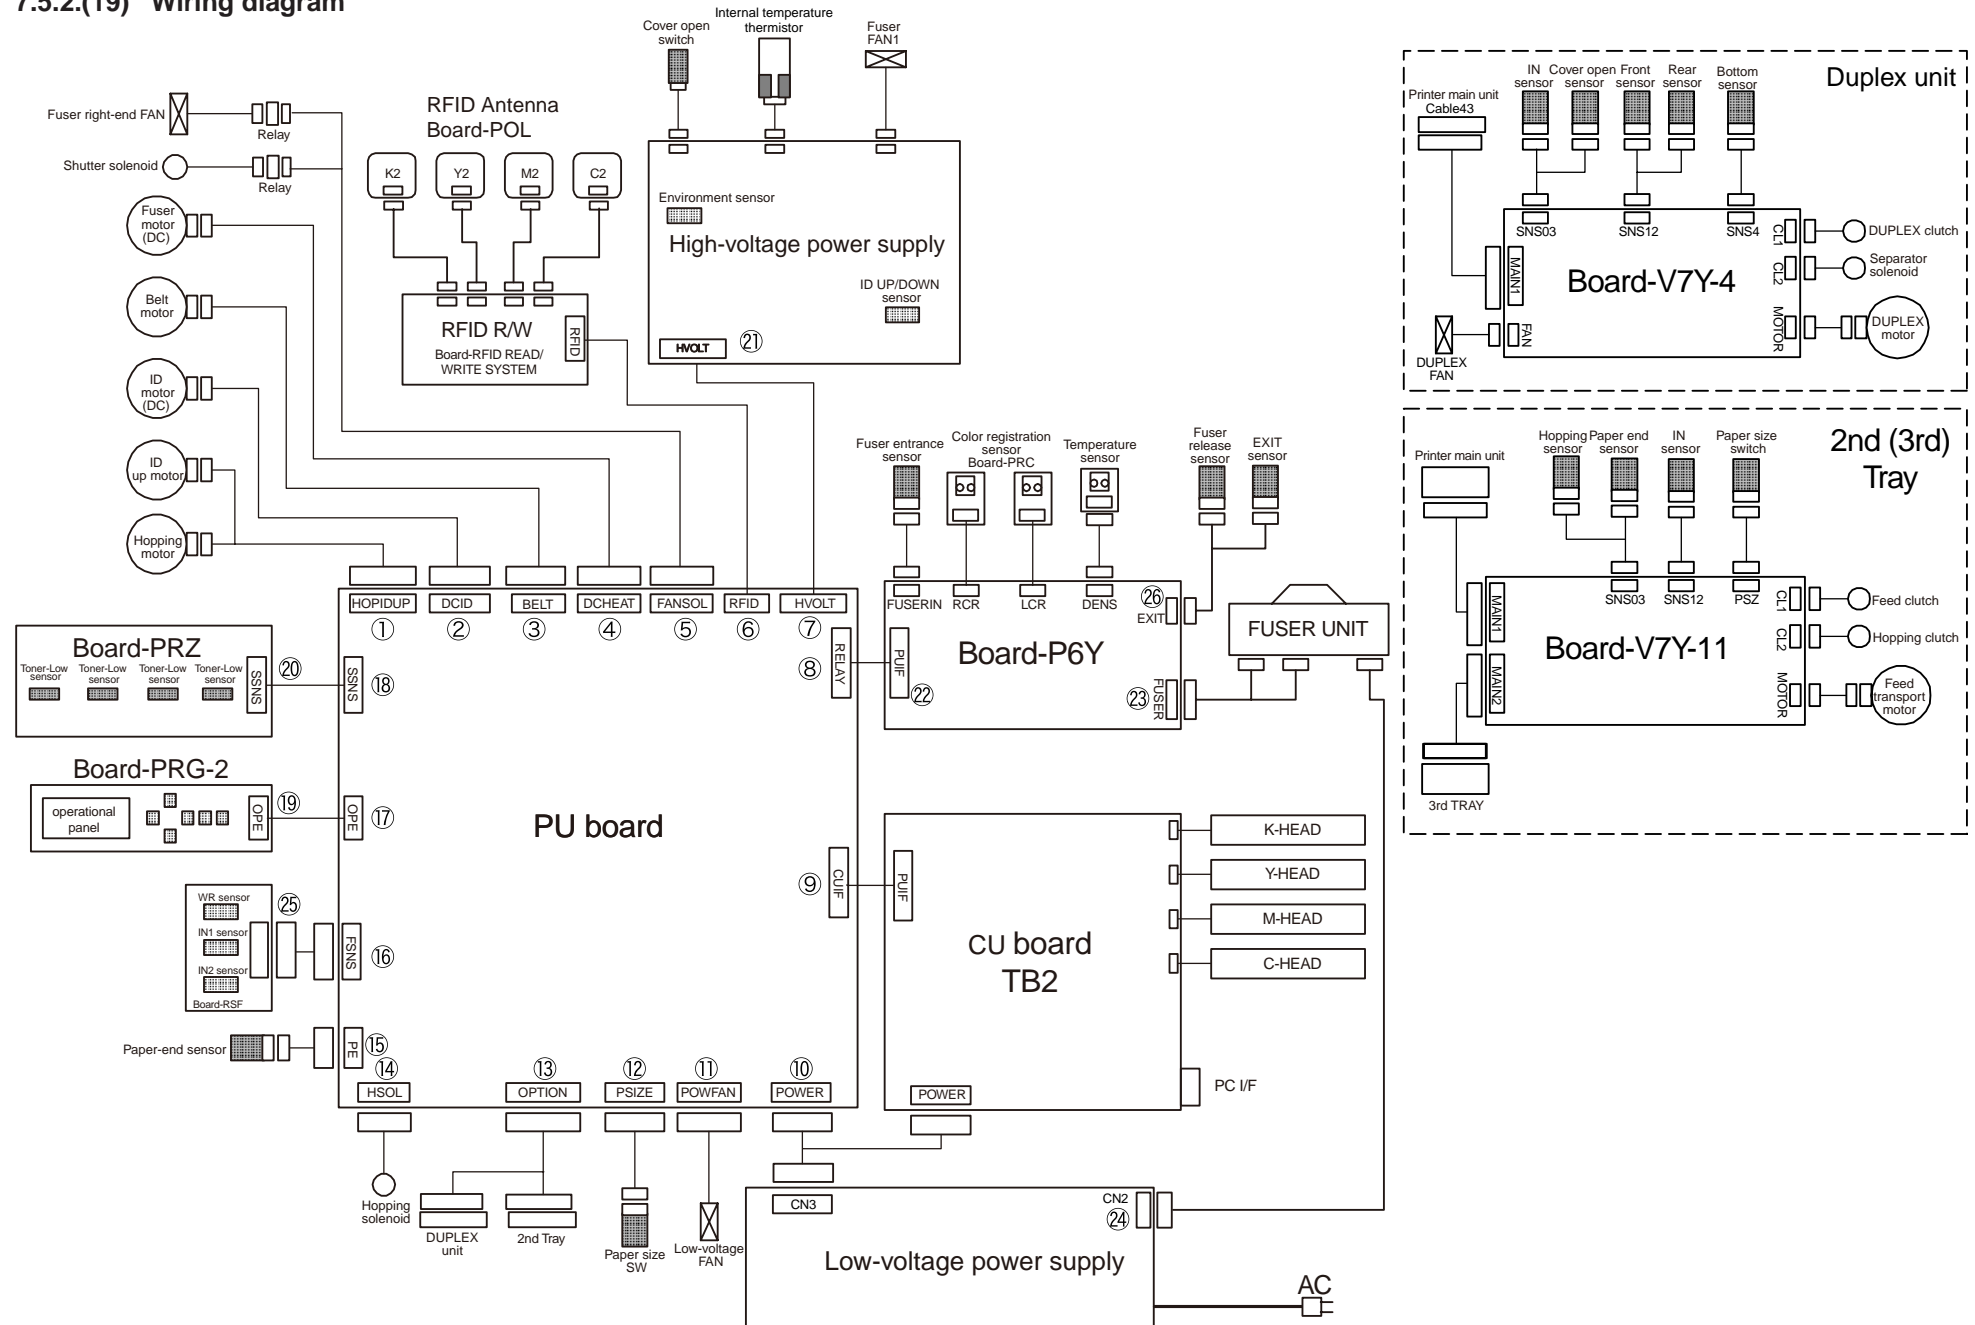 7.5.2.(19) Wiring diagram
Cover open
switch
Internal temperature
thermistor
Fuser
FAN1
Fuser right-end FAN
Relay
Shutter solenoid
Relay
RFID Antenna
Board-POL
K2
Y2
M2
C2
Fuser
motor
(DC)
Belt
motor
ID
motor
(DC)
ID
up motor
Hopping
motor
RFID R/W
Board-RFID READ/
WRITE SYSTEM
RFID
Environment sensor
High-voltage power supply
ID UP/DOWN
sensor
HVOLT
㉑
Fuser entrance
sensor
Color registration
sensor
Board-PRC
Temperature
sensor
Fuser
release
sensor
EXIT
sensor
HOPIDUP
DCID
BELT
DCHEAT
FANSOL
RFID
HVOLT
①
②
③
④
⑤
⑥
⑦
FUSERIN
RCR
LCR
DENS
㉖
EXIT
Board-P6Y
PUIF
㉒
㉓
FUSER
FUSER UNIT
RELAY
⑧
Board-PRZ
Toner-Low
sensor
Toner-Low
sensor
Toner-Low
sensor
Toner-Low
sensor
SSNS
⑳
SSNS
⑱
Board-PRG-2
operational
panel
OPE
⑲
OPE
⑰
PU board
WR sensor
IN1 sensor
IN2 sensor
Board-RSF
㉕
FSNS
⑯
Paper-end sensor
PE
⑮
CUIF
⑨
PUIF
CU board
TB2
K-HEAD
Y-HEAD
M-HEAD
C-HEAD
PC I/F
POWER
⑭
⑬
⑫
⑪
⑩
HSOL
OPTION
PSIZE
POWFAN
POWER
Hopping
solenoid
DUPLEX
unit
2nd Tray
Paper size
SW
Low-voltage
FAN
CN3
CN2
㉔
Low-voltage power supply
AC
Duplex unit
Printer main unit
Cable43
IN
sensor
Cover open
sensor
Front
sensor
Rear
sensor
Bottom
sensor
SNS03
SNS12
SNS4
CL1
DUPLEX clutch
CL2
Separator
solenoid
MAIN1
Board-V7Y-4
MOTOR
DUPLEX
motor
FAN
DUPLEX
FAN
2nd (3rd)
Tray
Printer main unit
Hopping
sensor
Paper end
sensor
IN
sensor
Paper size
switch
SNS03
SNS12
PSZ
CL1
Feed clutch
CL2
Hopping clutch
MAIN1
Board-V7Y-11
MAIN2
MOTOR
Feed
transport
motor
3rd TRAY